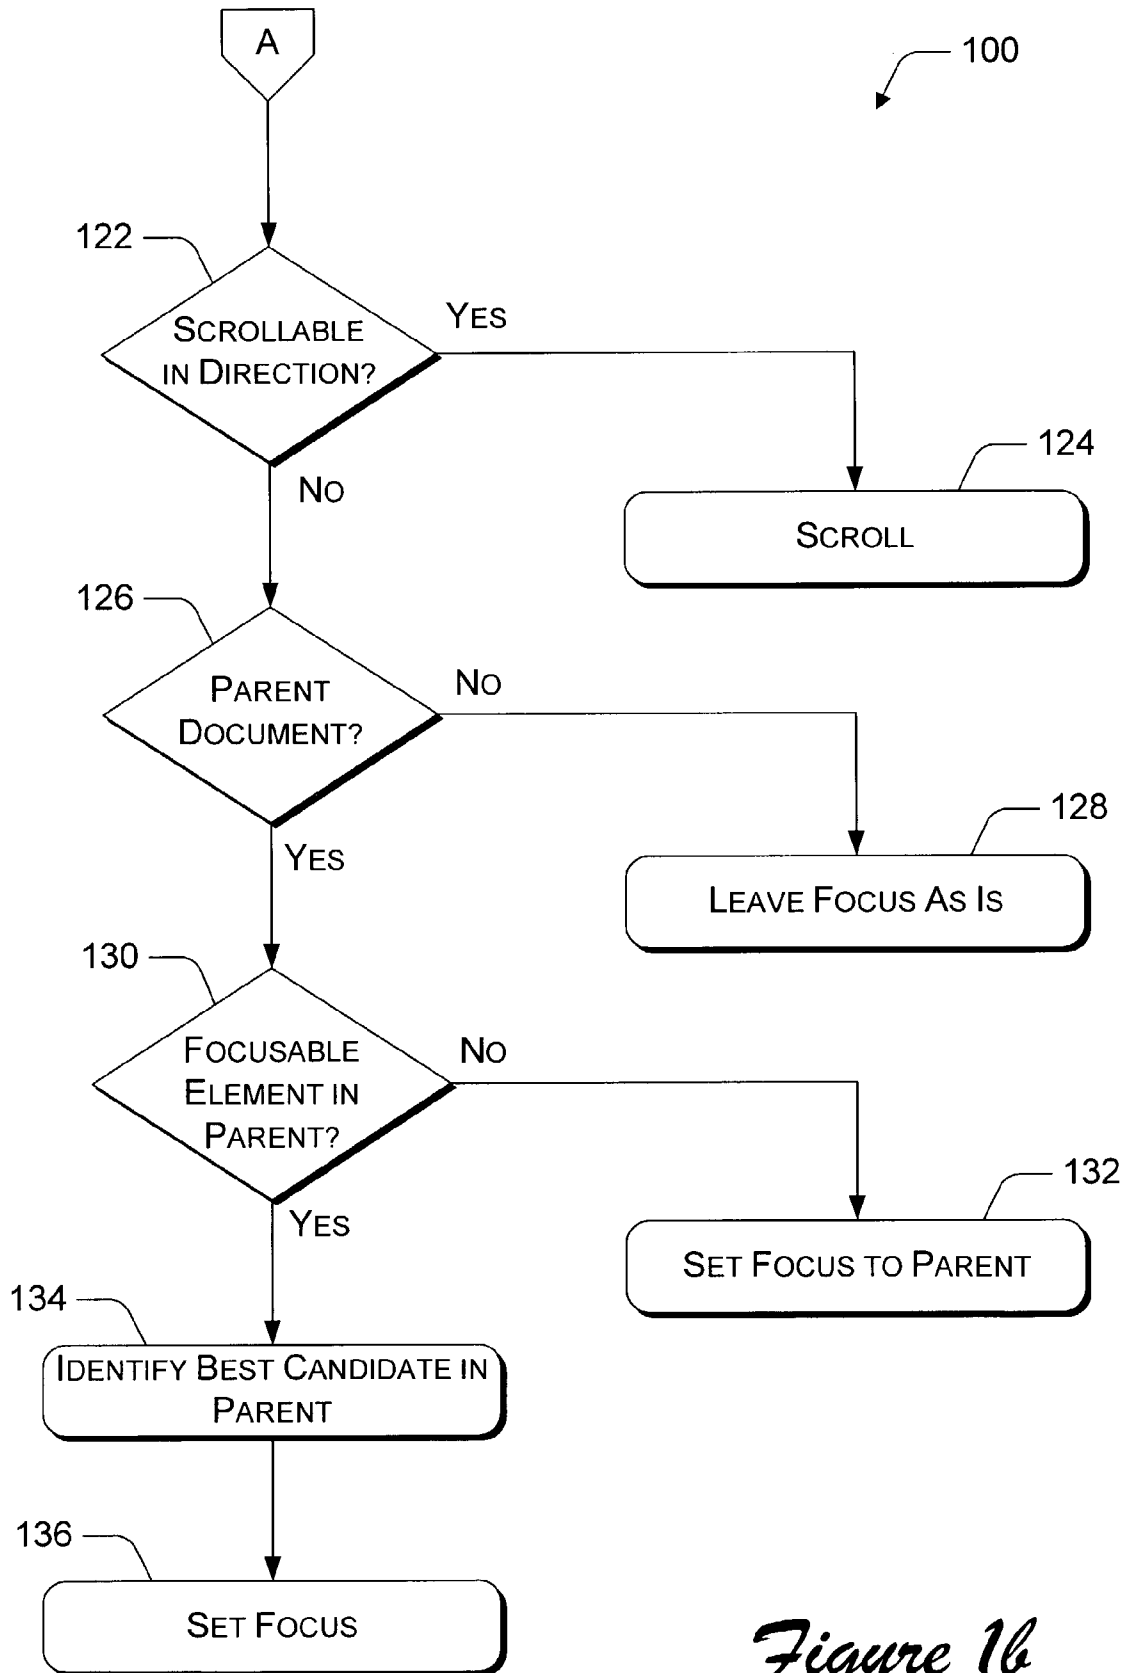 A
100
122
SCROLLABLE
IN DIRECTION?
YES
NO
124
SCROLL
126
PARENT
DOCUMENT?
NO
YES
128
LEAVE FOCUS AS IS
130
FOCUSABLE
ELEMENT IN
PARENT?
NO
YES
132
SET FOCUS TO PARENT
134
IDENTIFY BEST CANDIDATE IN
PARENT
136
SET FOCUS
Figure 1b